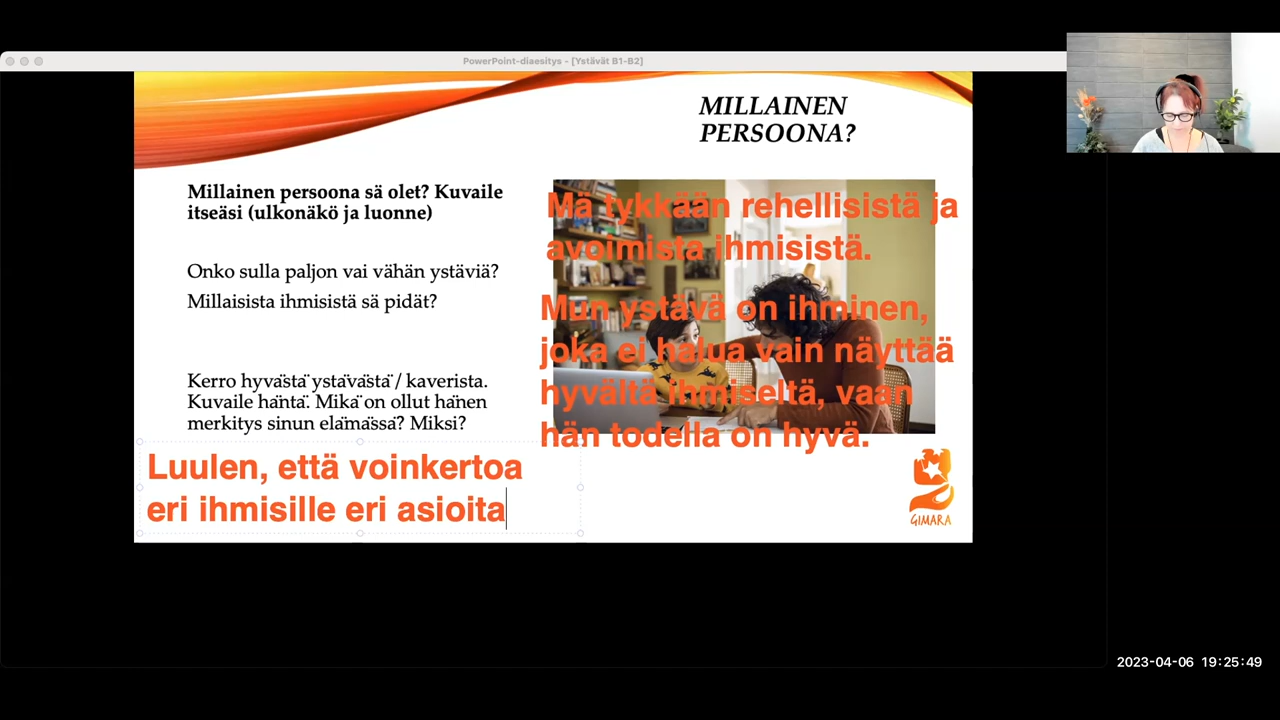 PowerPoint-diaesitys - [Ystävät B1-B2]
MILLAINEN
PERSOONA?
Millainen persoona sä olet? Kuvaile
itseäsi (ulkonäkö ja luonne)
Onko sulla paljon vai vähän ystäviä?
Millaisista ihmisistä sä pidät?
Kerro hyvästä ystävästä / kaverista.
Kuvaile häntä. Mikä on ollut hänen
merkitys sinun elämässä? Miksi?
Luulen, että voinkertoa
eri ihmisille eri asioita
Mä tykkään rehellisistä ja
avoimista ihmisistä.
Mun ystävä on ihminen,
joka ei halua vain näyttää
hyvältä ihmiseltä, vaan
hän todella on hyvä.
GIMARA
2023-04-06 19:25:49